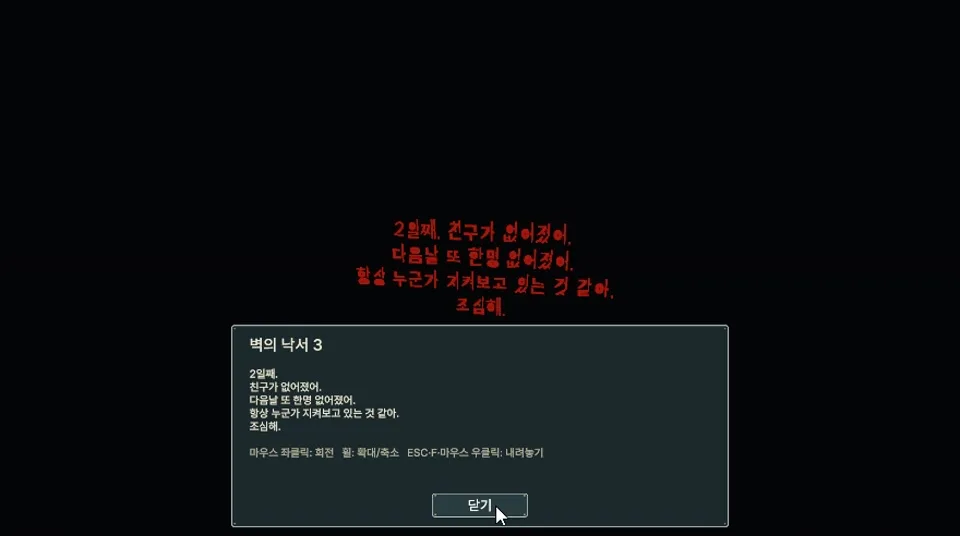 2일째. 친구가 없어졌어.
다음날 또 한명 없어졌어.
항상 누군가 지켜보고 있는 것 같아.
조심해.
벽의 낙서 3
2일째.
친구가 없어졌어.
다음날 또 한명 없어졌어.
항상 누군가 지켜보고 있는 것 같아.
조심해.
마우스 좌클릭: 회전 휠: 확대/축소 ESC·F·마우스 우클릭: 내려놓기
닫기